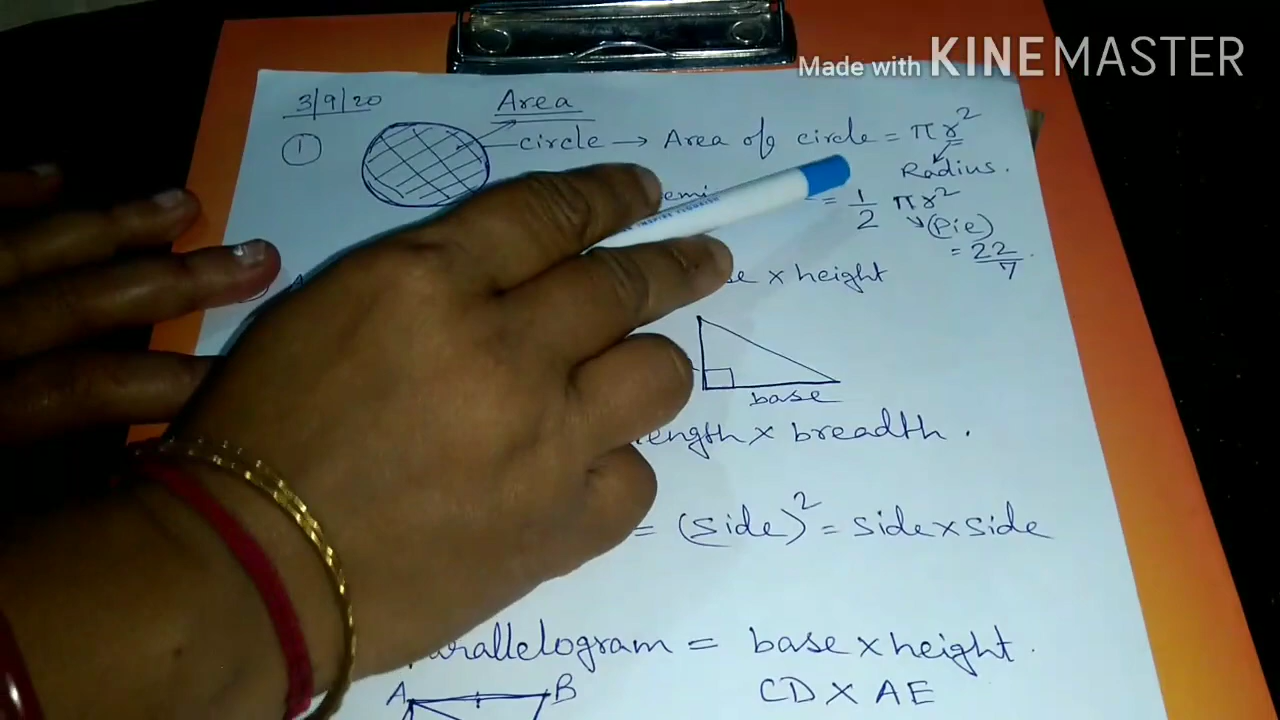 Made with KINEMASTER
3/9/20
Area
① circle → Area of circle = πr²
Radius.
= 1/2 πr²
(pie)
= 22/7.
x height
base
length x breadth.
= (side)² = side x side
parallelogram = base x height.
CD X AE
A B